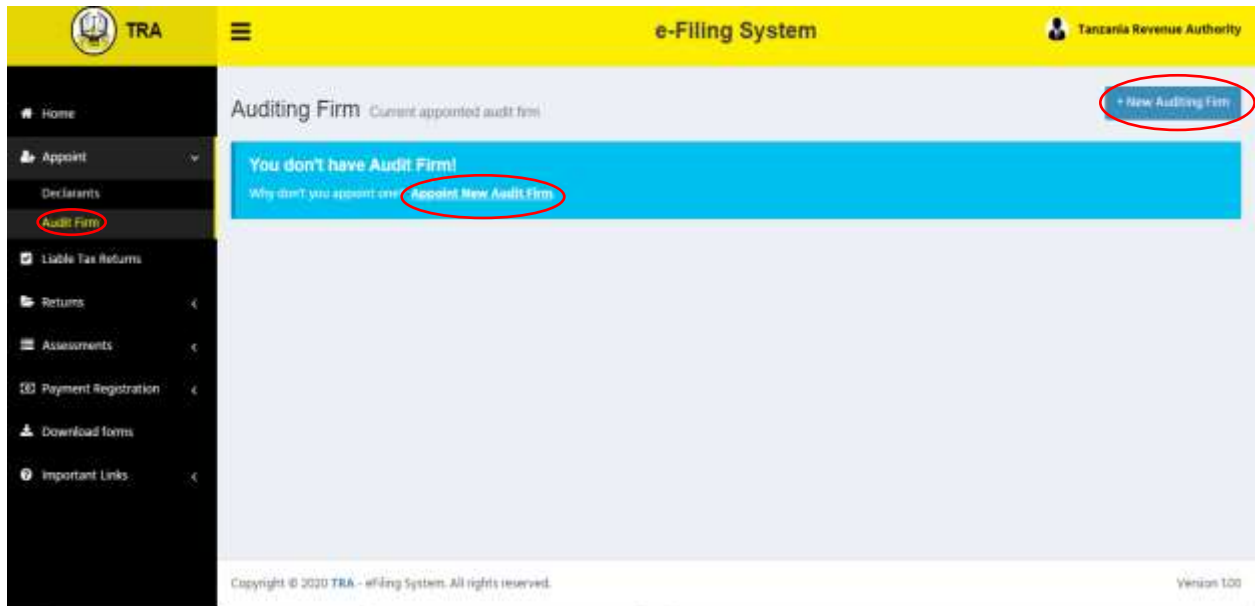 TRA
e-Filing System
Tanzania Revenue Authority
Home
Appoint
Declarants
Audit Firm
Liable Tax Returns
Returns
Assessments
Payment Registration
Download forms
Important Links
Auditing Firm Current appointed audit firm
+ New Auditing Firm
You don't have Audit Firm!
Why don't you appoint one? Appoint New Audit Firm
Copyright © 2020 TRA - eFiling System. All rights reserved.
Version 1.00